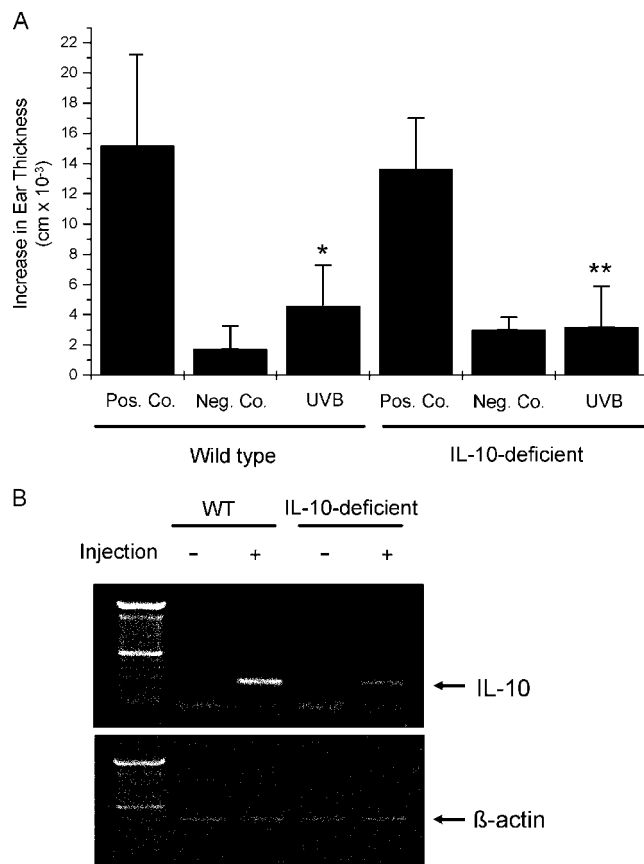 A
Increase in Ear Thickness
(cm x 10⁻³)
22
20
18
16
14
12
10
8
6
4
2
0
*
**
Pos. Co. Neg. Co. UVB Pos. Co. Neg. Co. UVB
Wild type IL-10-deficient
B
WT IL-10-deficient
Injection - + - +
IL-10
ß-actin